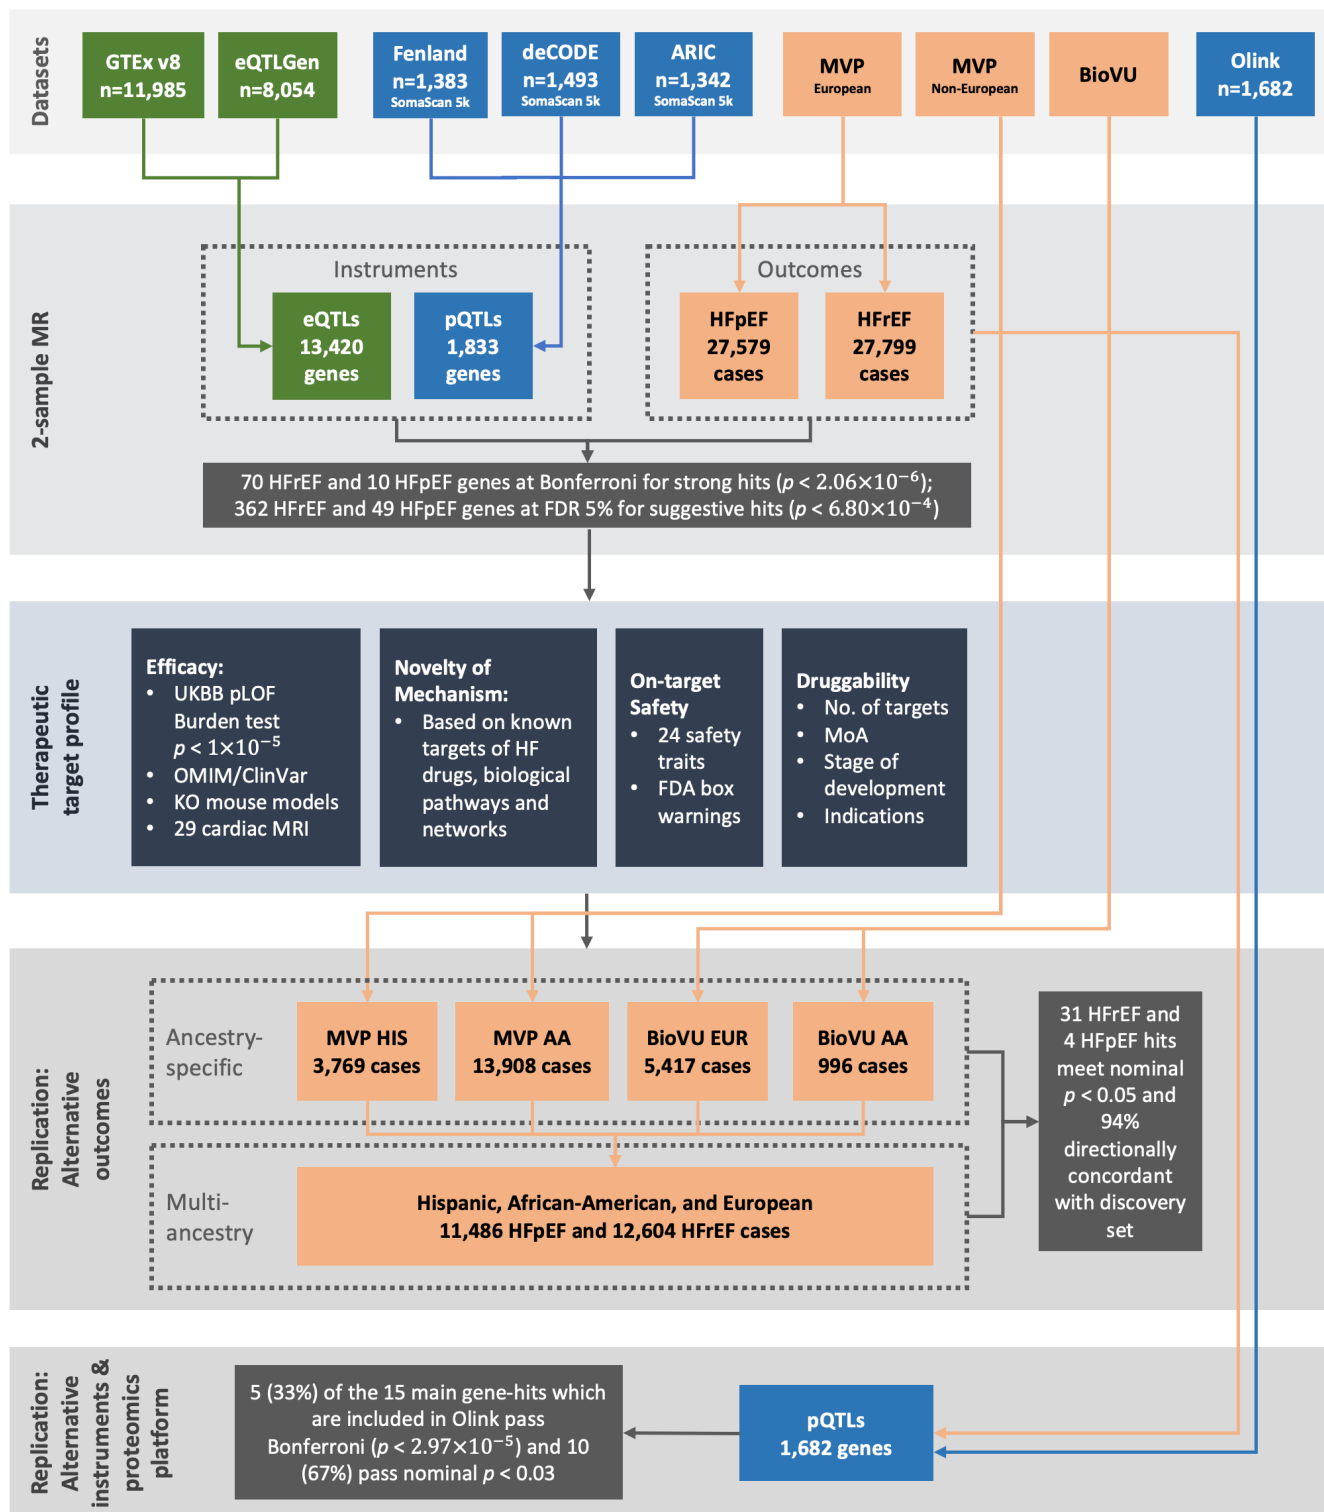 Datasets
GTEx v8
n=11,985
eQTLGen
n=8,054
Fenland
n=1,383
SomaScan 5k
deCODE
n=1,493
SomaScan 5k
ARIC
n=1,342
SomaScan 5k
MVP
European
MVP
Non-European
BioVU
Olink
n=1,682
2-sample MR
Instruments
eQTLs
13,420
genes
pQTLs
1,833
genes
Outcomes
HFpEF
27,579
cases
HFrEF
27,799
cases
70 HFrEF and 10 HFpEF genes at Bonferroni for strong hits (p < 2.06×10⁻⁶);
362 HFrEF and 49 HFpEF genes at FDR 5% for suggestive hits (p < 6.80×10⁻⁴)
Therapeutic
target profile
Efficacy:
• UKBB pLOF
Burden test
p < 1×10⁻⁵
• OMIM/ClinVar
• KO mouse models
• 29 cardiac MRI
Novelty of
Mechanism:
• Based on known
targets of HF
drugs, biological
pathways and
networks
On-target
Safety
• 24 safety
traits
• FDA box
warnings
Druggability
• No. of targets
• MoA
• Stage of
development
• Indications
Replication:
Alternative
outcomes
Ancestry-
specific
MVP HIS
3,769 cases
MVP AA
13,908 cases
BioVU EUR
5,417 cases
BioVU AA
996 cases
Multi-
ancestry
Hispanic, African-American, and European
11,486 HFpEF and 12,604 HFrEF cases
31 HFrEF and
4 HFpEF hits
meet nominal
p < 0.05 and
94%
directionally
concordant
with discovery
set
Replication:
Alternative
instruments &
proteomics
platform
5 (33%) of the 15 main gene-hits which
are included in Olink pass
Bonferroni (p < 2.97×10⁻⁵) and 10
(67%) pass nominal p < 0.03
pQTLs
1,682 genes